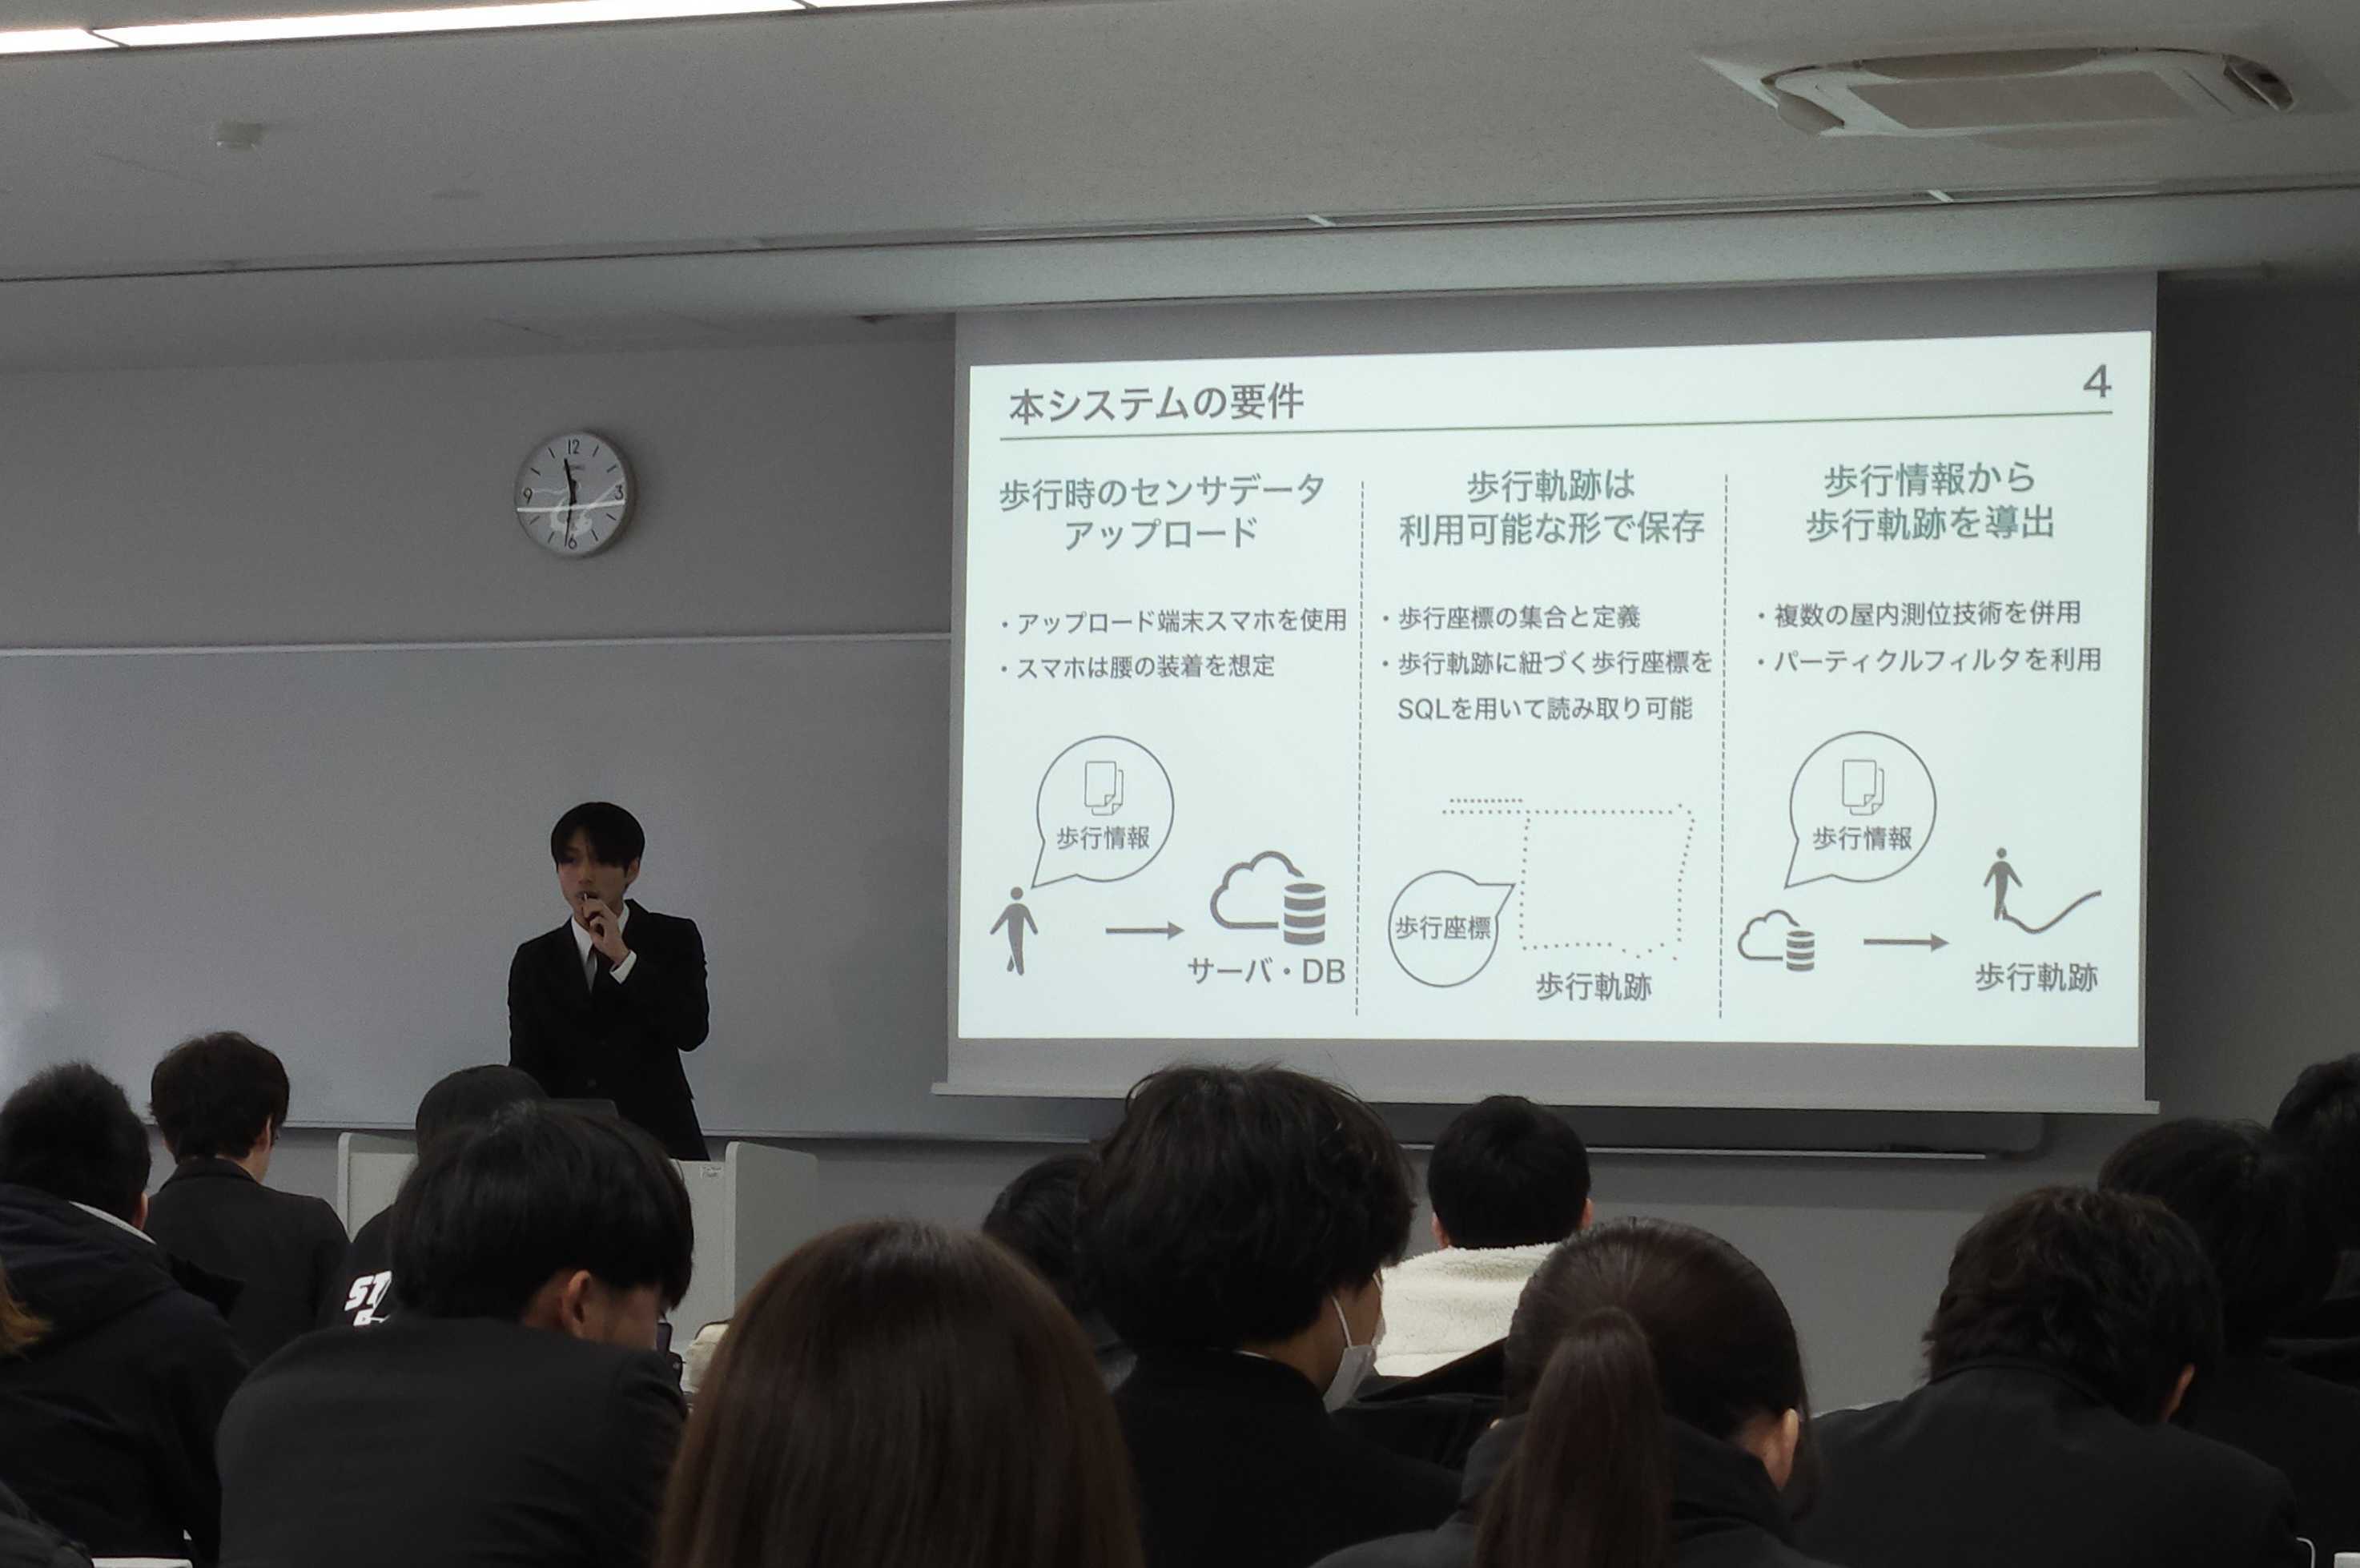 本システムの要件
4
歩行時のセンサデータ
アップロード
・アップロード端末スマホを使用
・スマホは腰の装着を想定
歩行情報
サーバ・DB
歩行軌跡は
利用可能な形で保存
・歩行座標の集合と定義
・歩行軌跡に紐づく歩行座標を
SQLを用いて読み取り可能
歩行座標
歩行軌跡
歩行情報から
歩行軌跡を導出
・複数の屋内測位技術を併用
・パーティクルフィルタを利用
歩行情報
歩行軌跡
12
9
3
6